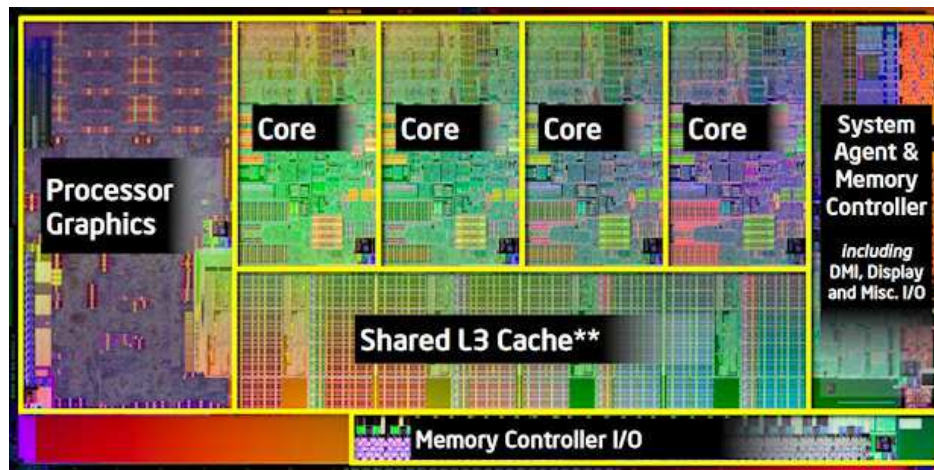 Processor
Graphics
Core
Core
Core
Core
System
Agent &
Memory
Controller
including
DMI, Display
and Misc. I/O
Shared L3 Cache**
Memory Controller I/O